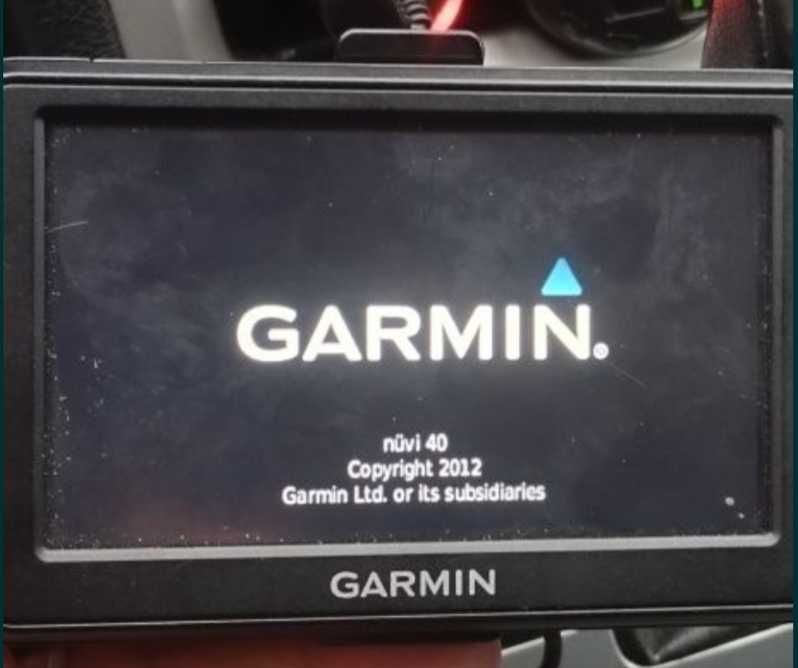 GARMIN®
nüvi 40
Copyright 2012
Garmin Ltd. or its subsidiaries
GARMIN